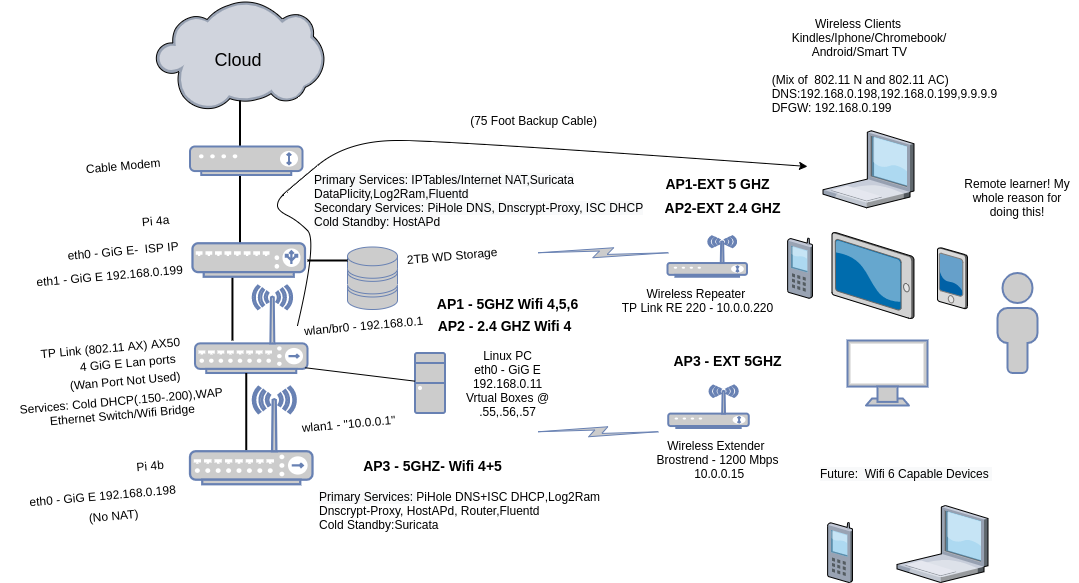 Cloud
Wireless Clients
Kindles/Iphone/Chromebook/
Android/Smart TV
(Mix of 802.11 N and 802.11 AC)
DNS:192.168.0.198,192.168.0.199,9.9.9.9
DFGW: 192.168.0.199
(75 Foot Backup Cable)
Cable Modem
Primary Services: IPTables/Internet NAT,Suricata
DataPlicity,Log2Ram,Fluentd
Secondary Services: PiHole DNS, Dnscrypt-Proxy, ISC DHCP
Cold Standby: HostAPd
AP1-EXT 5 GHZ
AP2-EXT 2.4 GHZ
Remote learner! My
whole reason for
doing this!
Pi 4a
eth0 - GiG E- ISP IP
eth1 - GiG E 192.168.0.199
2TB WD Storage
Wireless Repeater
TP Link RE 220 - 10.0.0.220
AP1 - 5GHZ Wifi 4,5,6
AP2 - 2.4 GHZ Wifi 4
wlan/br0 - 192.168.0.1
TP Link (802.11 AX) AX50
4 GiG E Lan ports
(Wan Port Not Used)
Services: Cold DHCP(.150-.200),WAP
Ethernet Switch/Wifi Bridge
Linux PC
eth0 - GiG E
192.168.0.11
Vrtual Boxes @
.55,.56,.57
AP3 - EXT 5GHZ
wlan1 - "10.0.0.1"
Wireless Extender
Brostrend - 1200 Mbps
10.0.0.15
Pi 4b
eth0 - GiG E 192.168.0.198
(No NAT)
AP3 - 5GHZ- Wifi 4+5
Primary Services: PiHole DNS+ISC DHCP,Log2Ram
Dnscrypt-Proxy, HostAPd, Router,Fluentd
Cold Standby:Suricata
Future: Wifi 6 Capable Devices